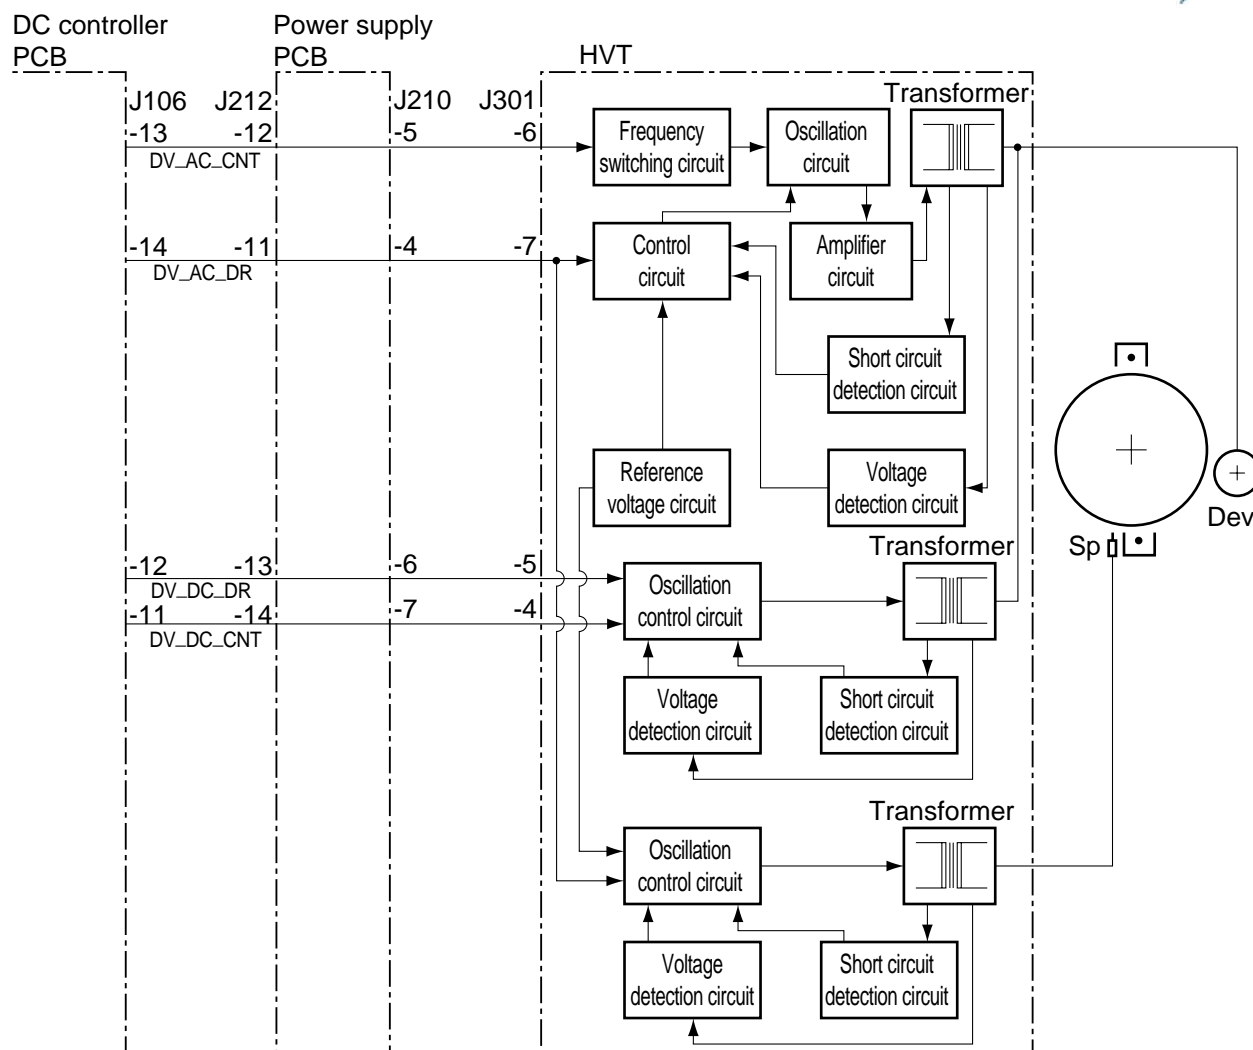 DC controller
PCB
Power supply
PCB
HVT
J106 J212 J210 J301
Transformer
-13 -12 -5 -6
DV_AC_CNT
Frequency
switching circuit
Oscillation
circuit
-14 -11 -4 -7
DV_AC_DR
Control
circuit
Amplifier
circuit
Short circuit
detection circuit
Reference
voltage circuit
Voltage
detection circuit
Dev
Sp
Transformer
-12 -13 -6 -5
DV_DC_DR
-11 -14 -7 -4
DV_DC_CNT
Oscillation
control circuit
Voltage
detection circuit
Short circuit
detection circuit
Transformer
Oscillation
control circuit
Voltage
detection circuit
Short circuit
detection circuit